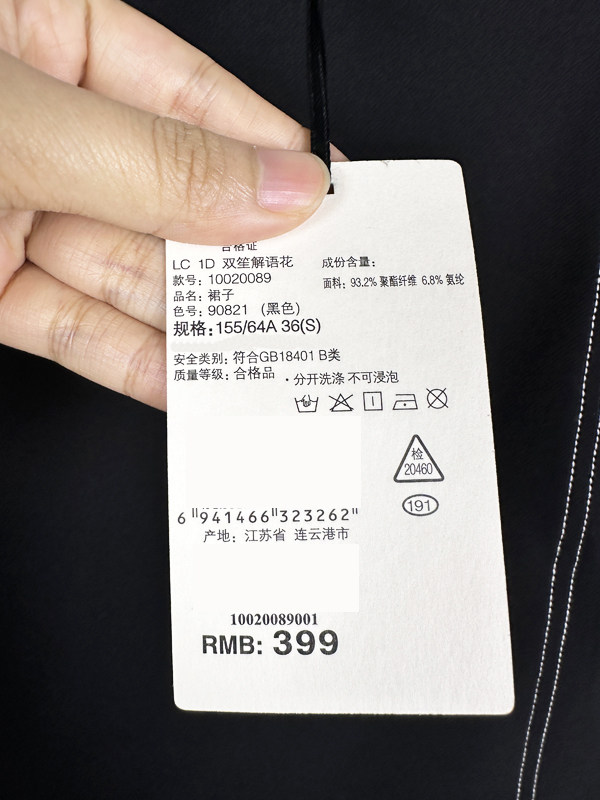 合格证
LC 1D 双笙解语花
款号: 10020089
品名: 裙子
色号: 90821 (黑色)
规格: 155/64A 36(S)
成份含量:
面料: 93.2% 聚酯纤维 6.8% 氨纶
安全类别: 符合GB18401 B类
质量等级: 合格品
·分开洗涤 不可浸泡
检
20460
191
6 941466 323262
产地: 江苏省 连云港市
10020089001
RMB: 399